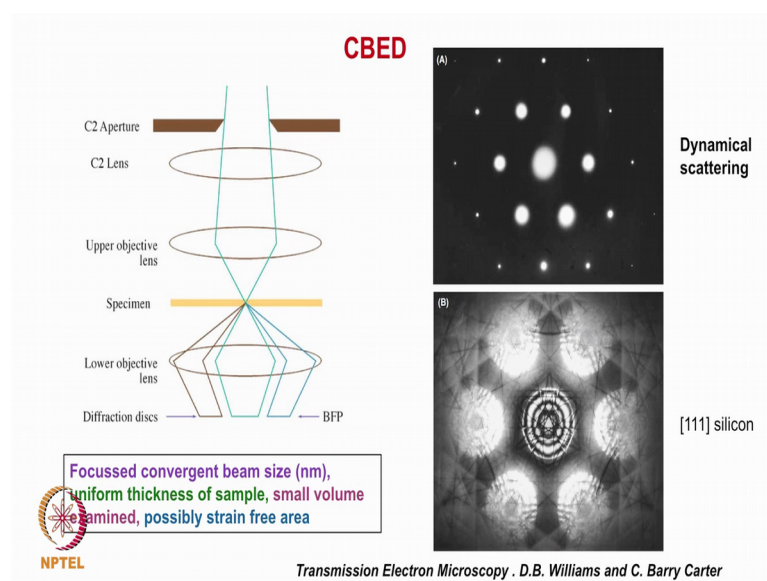 CBED
C2 Aperture
C2 Lens
Upper objective
lens
Specimen
Lower objective
lens
Diffraction discs
BFP
(A)
Dynamical
scattering
(B)
[111] silicon
Focussed convergent beam size (nm),
uniform thickness of sample, small volume
examined, possibly strain free area
NPTEL
Transmission Electron Microscopy . D.B. Williams and C. Barry Carter